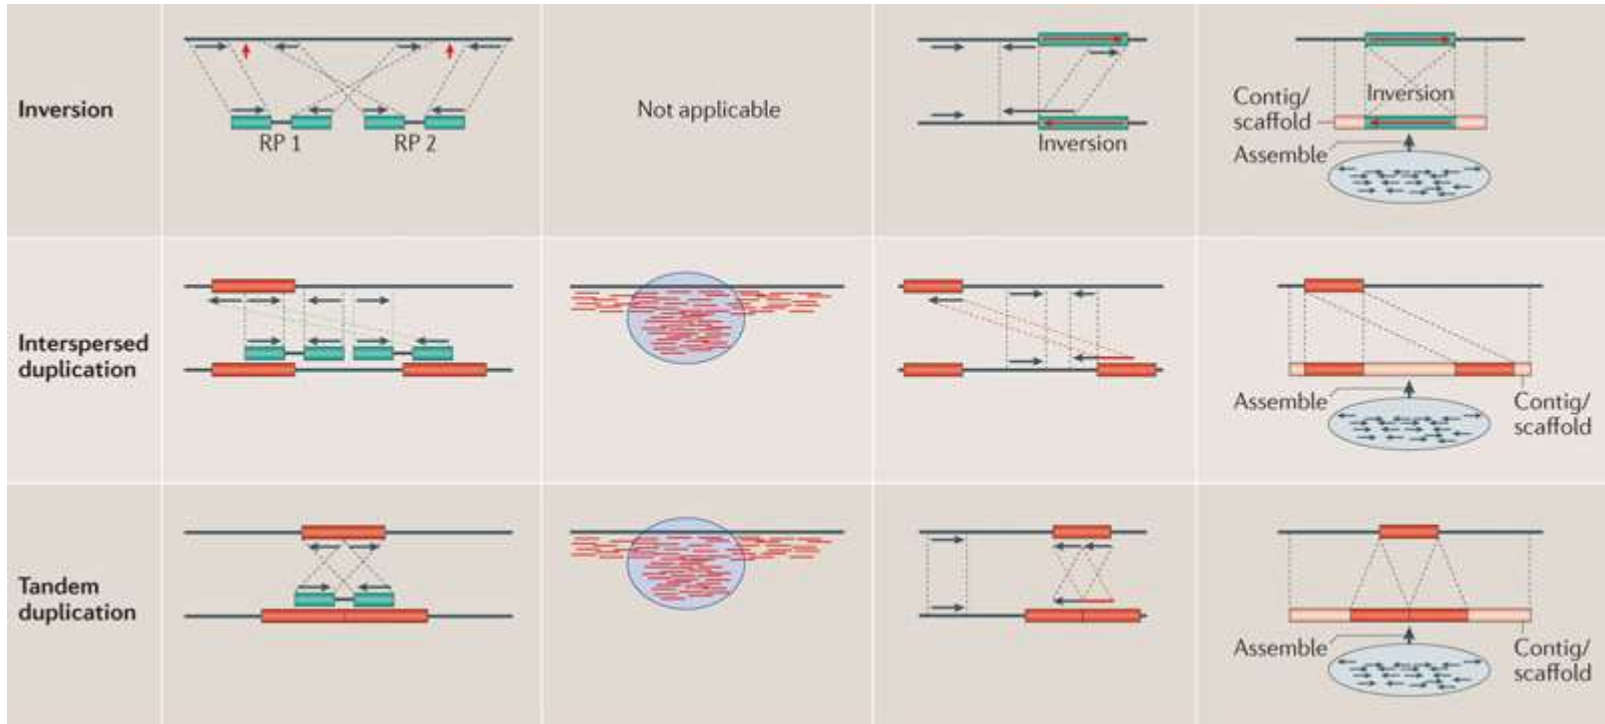 Inversion
RP 1
RP 2
Not applicable
Inversion
Contig/
scaffold
Inversion
Assemble
Interspersed
duplication
Assemble
Contig/
scaffold
Tandem
duplication
Assemble
Contig/
scaffold